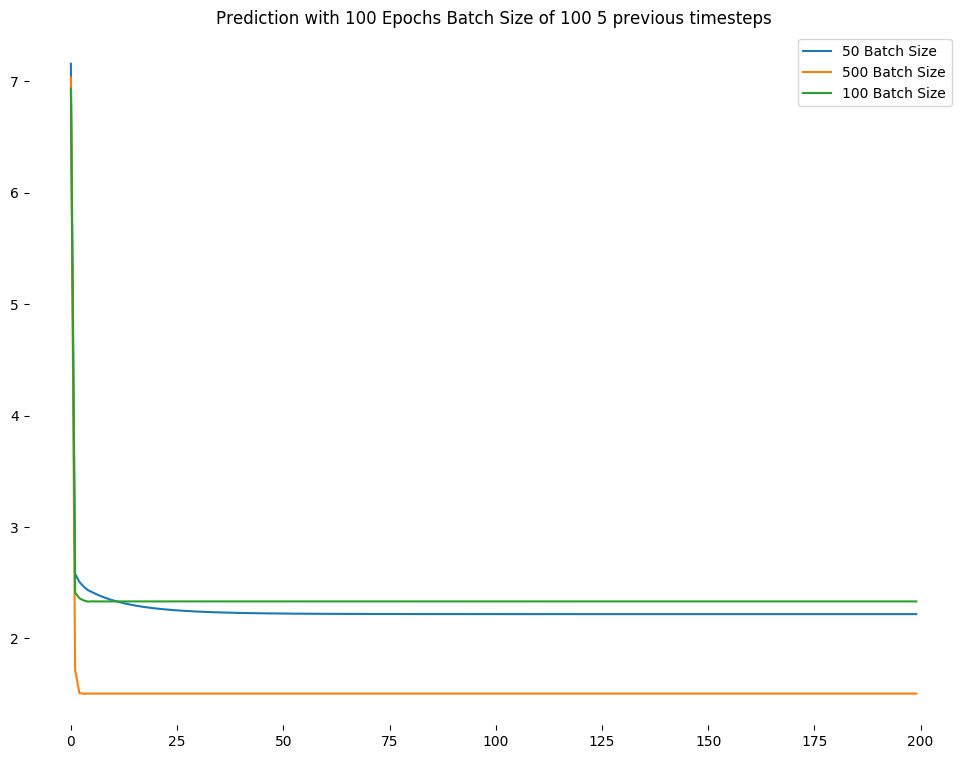 Prediction with 100 Epochs Batch Size of 100 5 previous timesteps
50 Batch Size
500 Batch Size
100 Batch Size
7
6
5
4
3
2
0 25 50 75 100 125 150 175 200